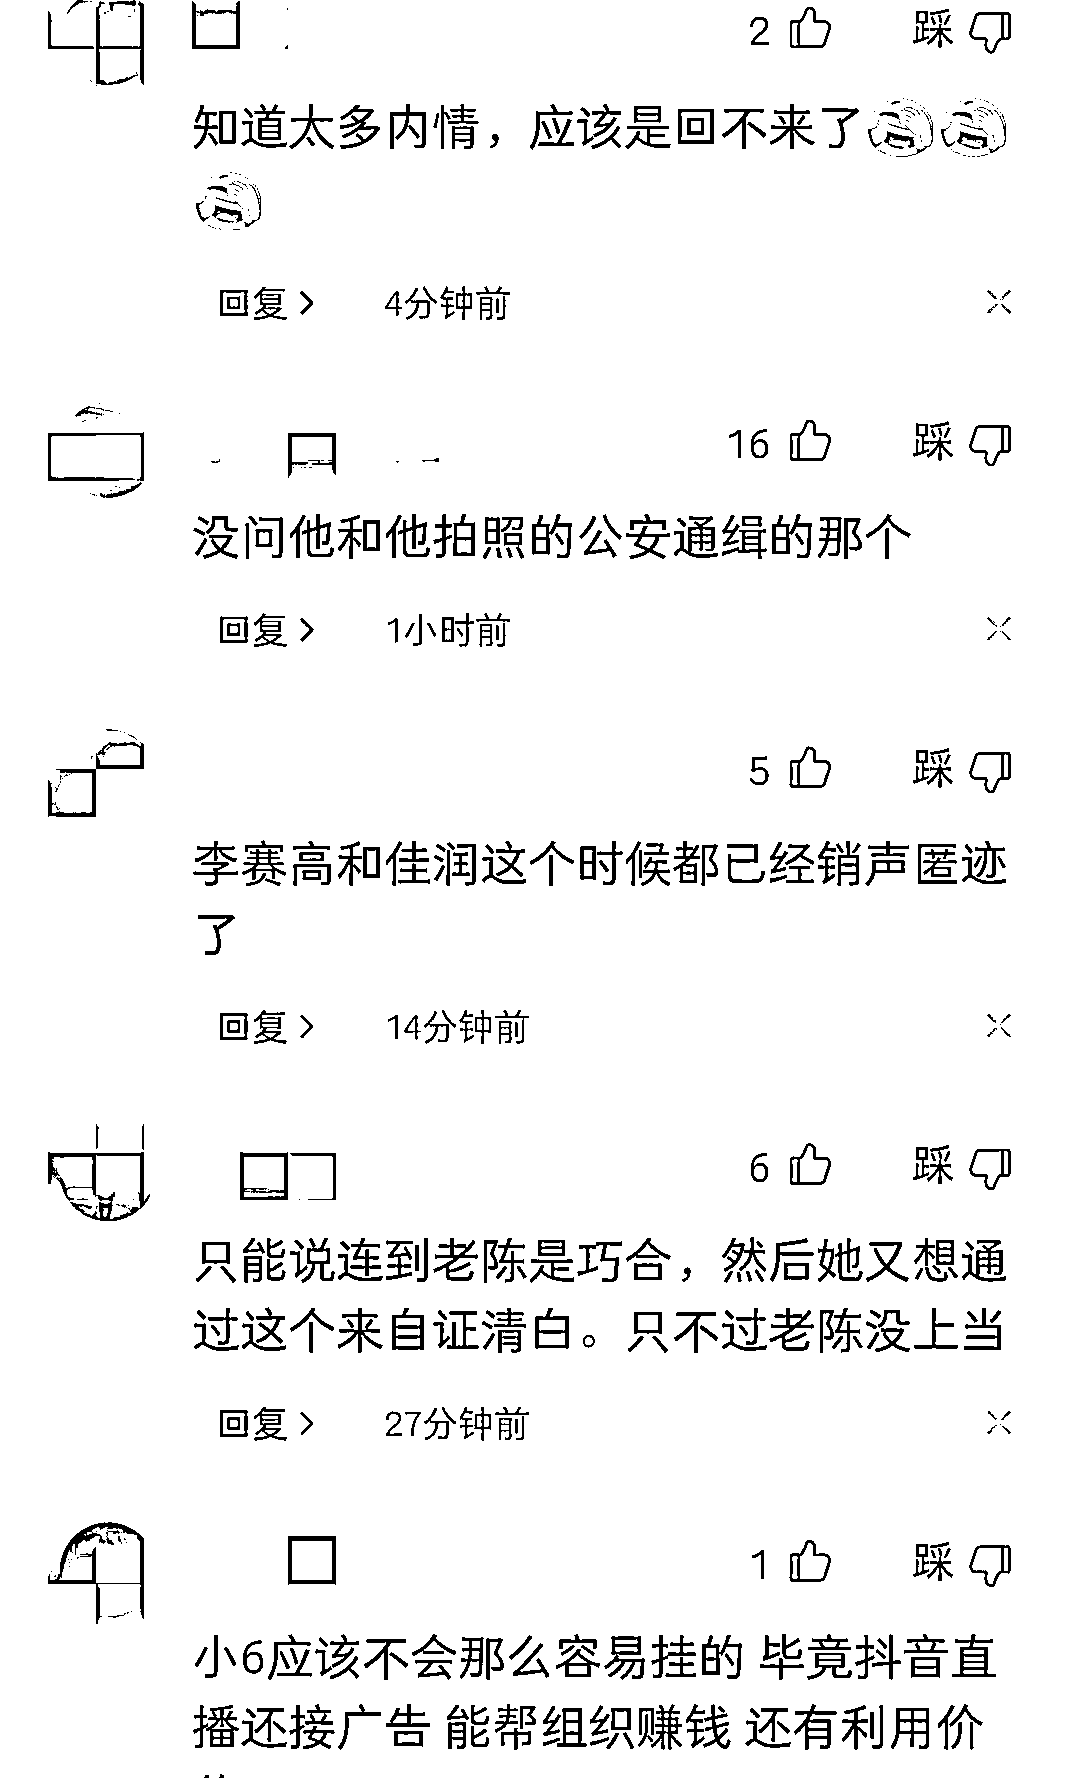 2 踩
知道太多内情，应该是回不来了
回复 4分钟前
16 踩
没问他和他拍照的公安通缉的那个
回复 1小时前
5 踩
李赛高和佳润这个时候都已经销声匿迹
了
回复 14分钟前
6 踩
只能说连到老陈是巧合，然后她又想通
过这个来自证清白。只不过老陈没上当
回复 27分钟前
1 踩
小6应该不会那么容易挂的 毕竟抖音直
播还接广告 能帮组织赚钱 还有利用价